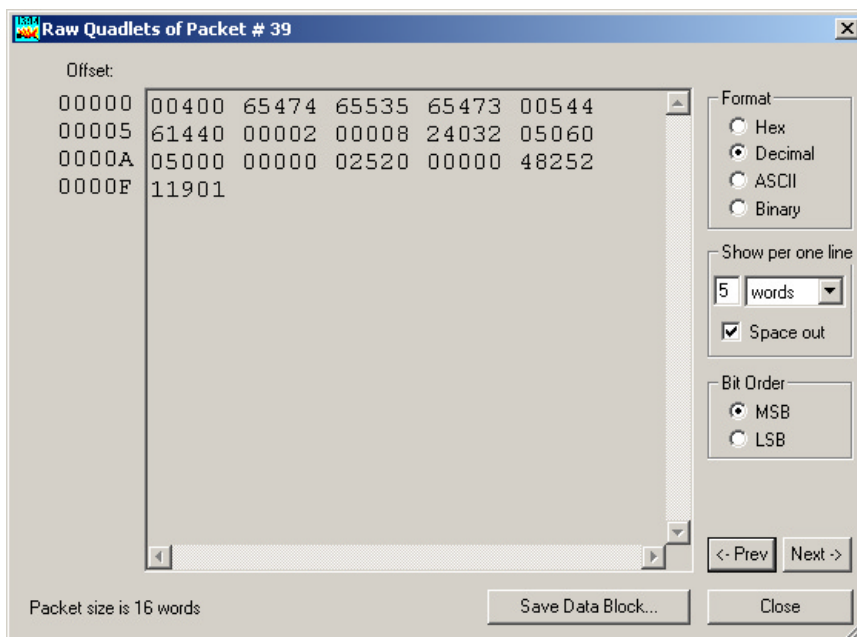 Raw Quadlets of Packet # 39
Offset:
00000 00400 65474 65535 65473 00544
00005 61440 00002 00008 24032 05060
0000A 05000 00000 02520 00000 48252
0000F 11901
Format
Hex
Decimal
ASCII
Binary
Show per one line
5 words
Space out
Bit Order
MSB
LSB
<- Prev Next ->
Packet size is 16 words
Save Data Block...
Close